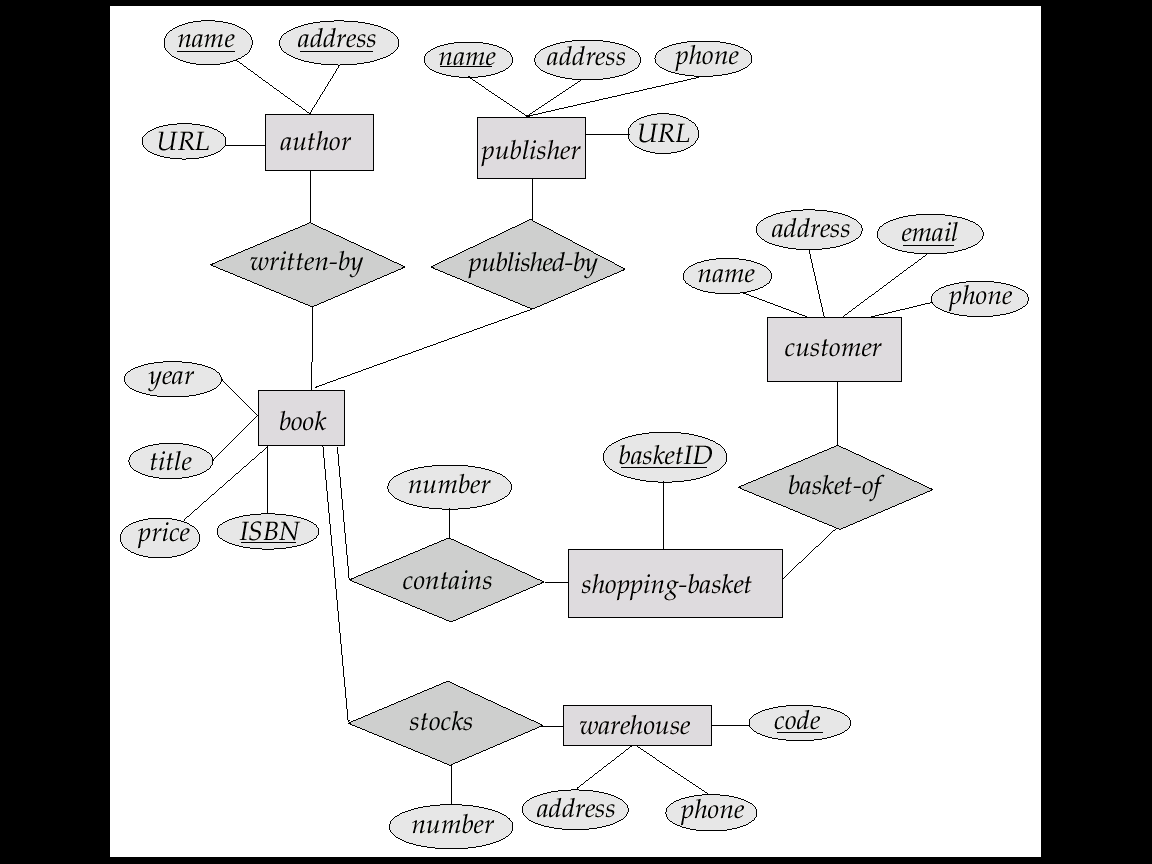 name
address
name
address
phone
URL
author
publisher
URL
written-by
published-by
address
email
name
phone
customer
year
book
title
price
ISBN
number
basketID
basket-of
contains
shopping-basket
stocks
warehouse
code
number
address
phone